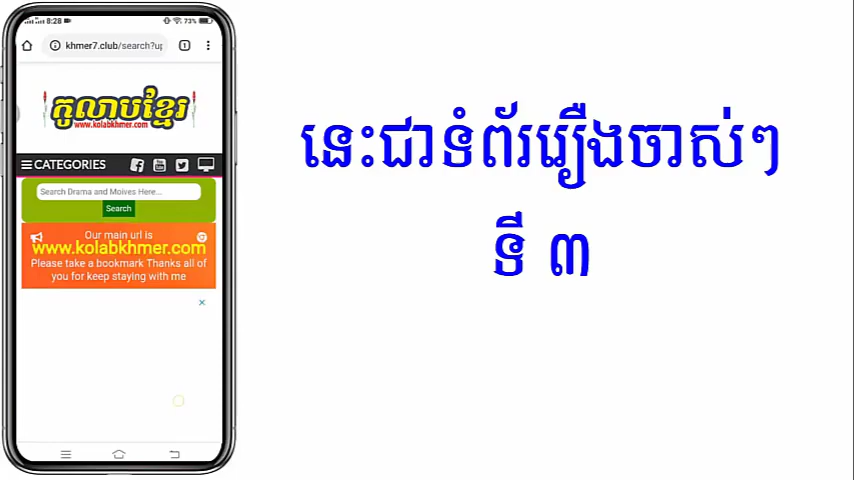 8:28
73%
khmer7.club/search?up
1
កូលាបខ្មែរ
www.kolabkhmer.com
CATEGORIES
Search Drama and Moives Here...
Search
Our main url is
www.kolabkhmer.com
Please take a bookmark Thanks all of
you for keep staying with me
នេះជាទំព័ររឿងចាស់ៗ
ទី ៣